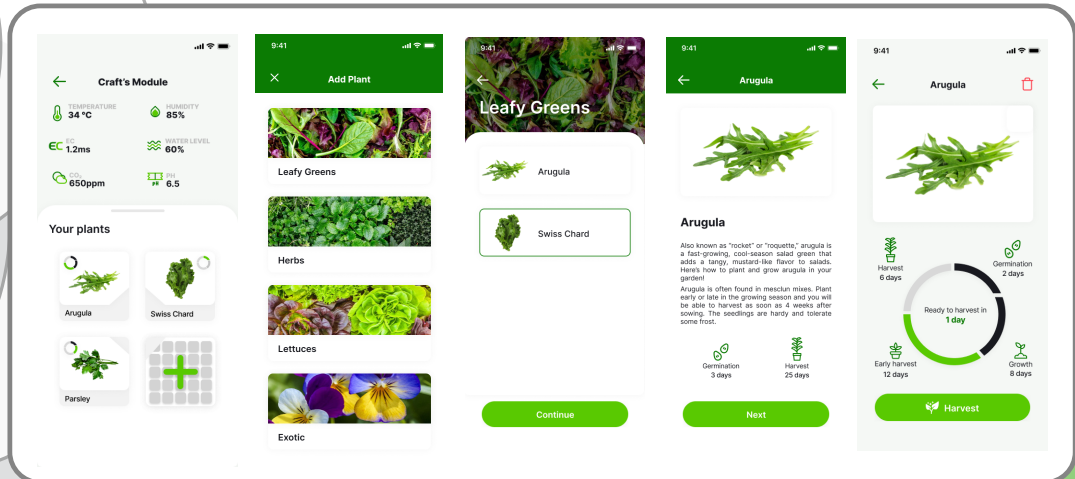 Craft's Module
TEMPERATURE
34 °C
HUMIDITY
85%
EC
EC
1.2ms
WATER LEVEL
60%
CO₂
650ppm
PH
PH
6.5
Your plants
Arugula
Swiss Chard
Parsley
9:41
Add Plant
Leafy Greens
Herbs
Lettuces
Exotic
9:41
Leafy Greens
Arugula
Swiss Chard
Continue
9:41
Arugula
Arugula
Also known as "rocket" or "roquette," arugula is
a fast-growing, cool-season salad green that
adds a tangy, mustard-like flavor to salads.
Here's how to plant and grow arugula in your
garden!
Arugula is often found in mesclun mixes. Plant
early or late in the growing season and you will
be able to harvest as soon as 4 weeks after
sowing. The seedlings are hardy and tolerate
some frost.
Germination
3 days
Harvest
25 days
Next
9:41
Arugula
Harvest
6 days
Germination
2 days
Ready to harvest in
1 day
Early harvest
12 days
Growth
8 days
Harvest